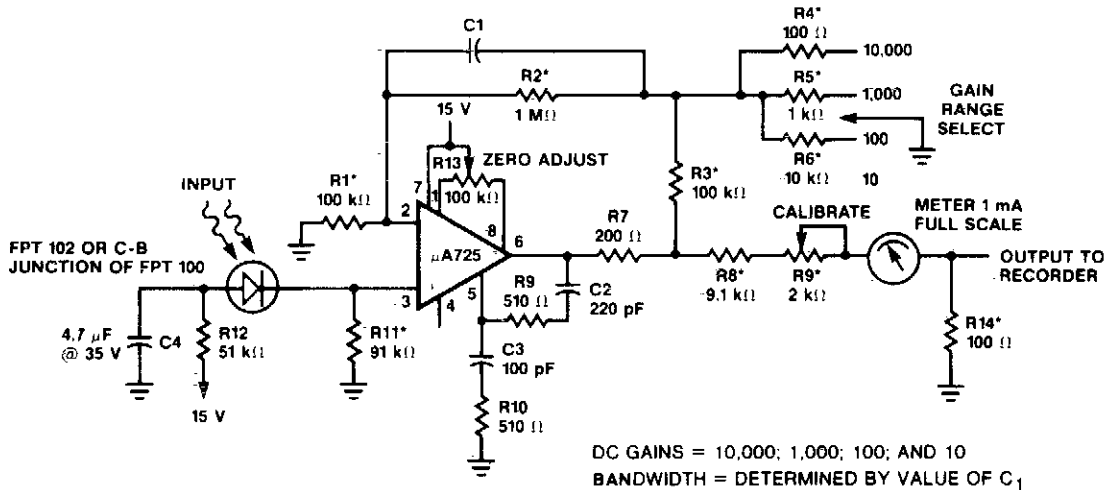 C1
R2*
1 MΩ
R4*
100 Ω
10,000
R5*
1,000
1 kΩ
100
R6*
10 kΩ
10
GAIN
RANGE
SELECT
15 V
R13
ZERO ADJUST
100 kΩ
R1*
100 kΩ
7
1
2
8
6
3
4
5
μA725
INPUT
FPT 102 OR C-B
JUNCTION OF FPT 100
R3*
100 kΩ
R7
200 Ω
CALIBRATE
R8*
9.1 kΩ
R9*
2 kΩ
METER 1 mA
FULL SCALE
OUTPUT TO
RECORDER
R9
510 Ω
C2
220 pF
4.7 μF
@ 35 V
C4
R12
51 kΩ
15 V
R11*
91 kΩ
C3
100 pF
R10
510 Ω
R14*
100 Ω
DC GAINS = 10,000; 1,000; 100; AND 10
BANDWIDTH = DETERMINED BY VALUE OF C1